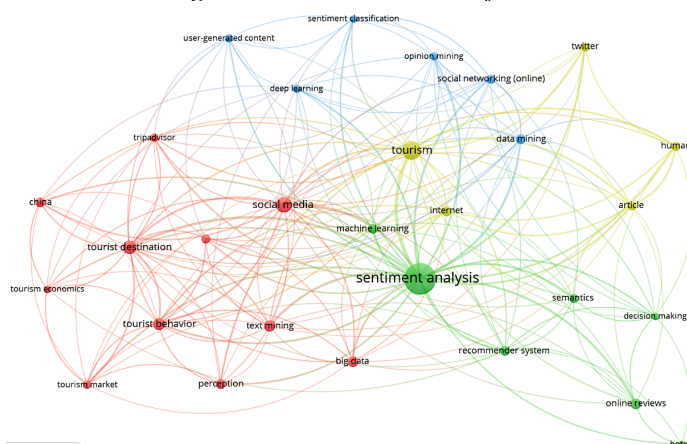 sentiment classification
user-generated content
twitter
opinion mining
social networking (online)
deep learning
tripadvisor
data mining
human
tourism
china
social media
internet
article
machine learning
tourist destination
sentiment analysis
tourism economics
semantics
decision making
tourist behavior
text mining
recommender system
big data
tourism market
perception
online reviews